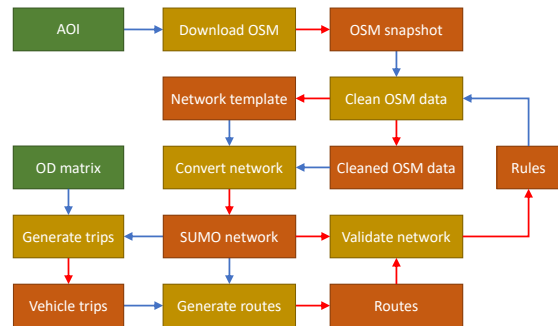 AOI
Download OSM
OSM snapshot
Network template
Clean OSM data
OD matrix
Convert network
Cleaned OSM data
Rules
Generate trips
SUMO network
Validate network
Vehicle trips
Generate routes
Routes